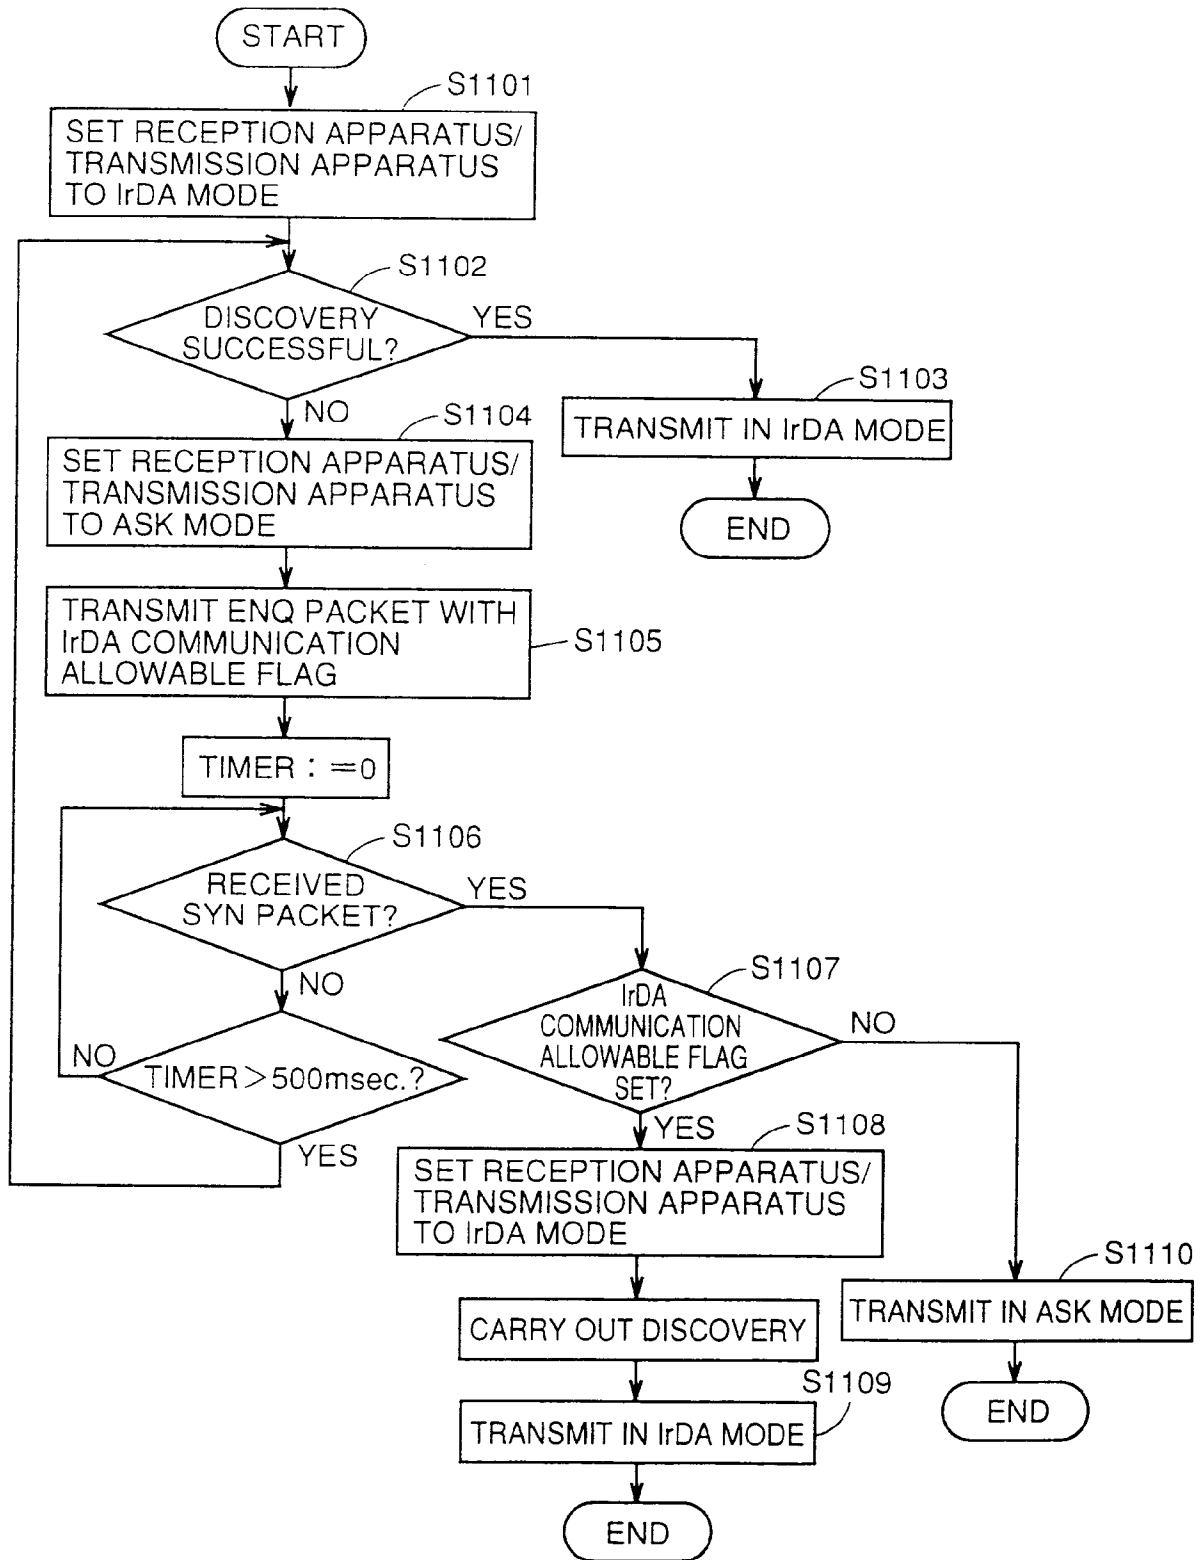 START
S1101
SET RECEPTION APPARATUS/
TRANSMISSION APPARATUS
TO IrDA MODE
S1102
DISCOVERY
SUCCESSFUL?
YES
NO
S1103
TRANSMIT IN IrDA MODE
END
S1104
SET RECEPTION APPARATUS/
TRANSMISSION APPARATUS
TO ASK MODE
TRANSMIT ENQ PACKET WITH
IrDA COMMUNICATION
ALLOWABLE FLAG
S1105
TIMER : =0
S1106
RECEIVED
SYN PACKET?
YES
NO
TIMER>500msec.?
NO
YES
S1107
IrDA
COMMUNICATION
ALLOWABLE FLAG
SET?
NO
YES
S1108
SET RECEPTION APPARATUS/
TRANSMISSION APPARATUS
TO IrDA MODE
CARRY OUT DISCOVERY
S1109
TRANSMIT IN IrDA MODE
END
S1110
TRANSMIT IN ASK MODE
END